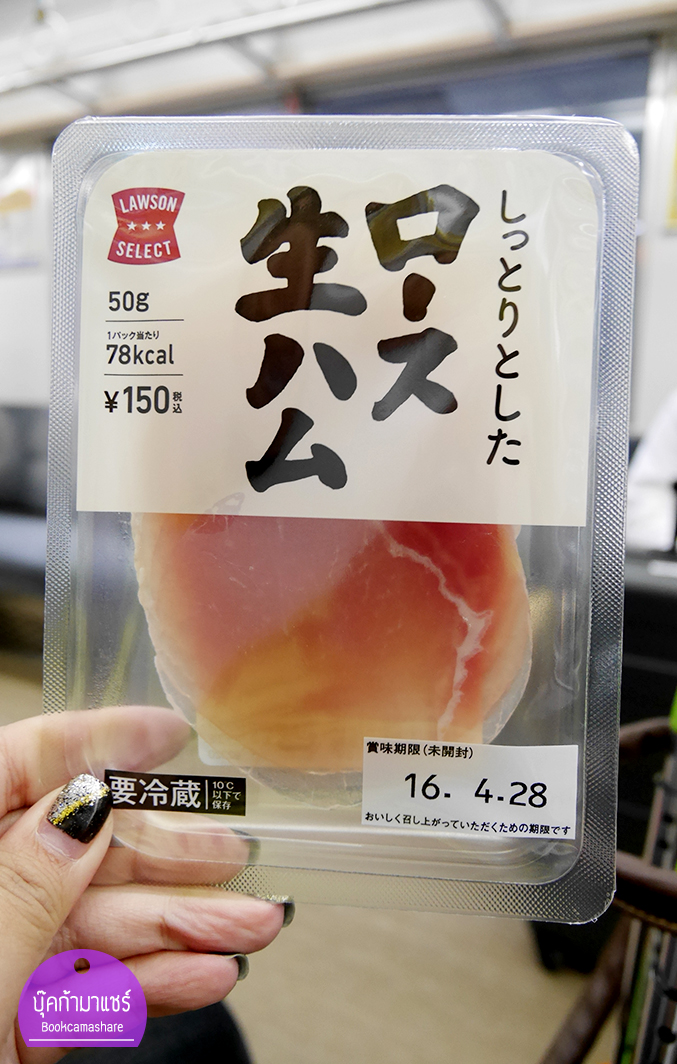 LAWSON
★★★
SELECT
50g
1パック当たり
78kcal
¥150税込
しっとりとした
ロース
生ハム
賞味期限(未開封)
16. 4.28
おいしく召し上がっていただくための期限です
要冷蔵
10℃
以下で
保存
บุ๊คก้ามาแชร์
Bookcamashare